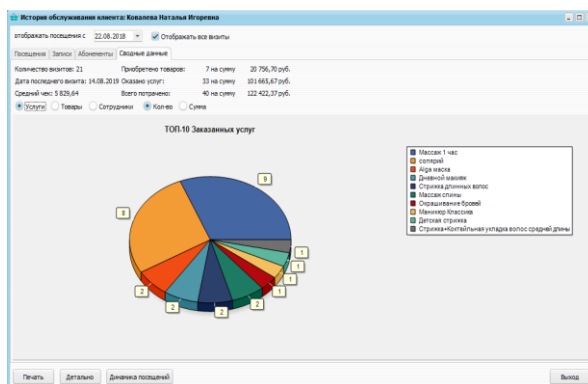 История обслуживания клиента: Ковалева Наталья Игоревна
отображать посещения с 22.08.2018 Отображать все визиты
Посещения Записи Абонементы Сводные данные
Количество визитов: 21 Приобретено товаров: 7 на сумму 20 756,70 руб.
Дата последнего визита: 14.08.2019 Оказано услуг: 33 на сумму 101 665,67 руб.
Средний чек: 5 829,64 Всего потрачено: 40 на сумму 122 422,37 руб.
Услуги Товары Сотрудники Кол-во Сумма
ТОП-10 Заказанных услуг
Массаж 1 час
солярий
Alga маска
Дневной макияж
Стрижка длинных волос
Массаж спины
Окрашивание бровей
Маникюр Классика
Детская стрижка
Стрижка+Коктейльная укладка волос средней длины
9
8
1
1
1
1
2
2
2
2
Печать Детально Динамика посещений Выход